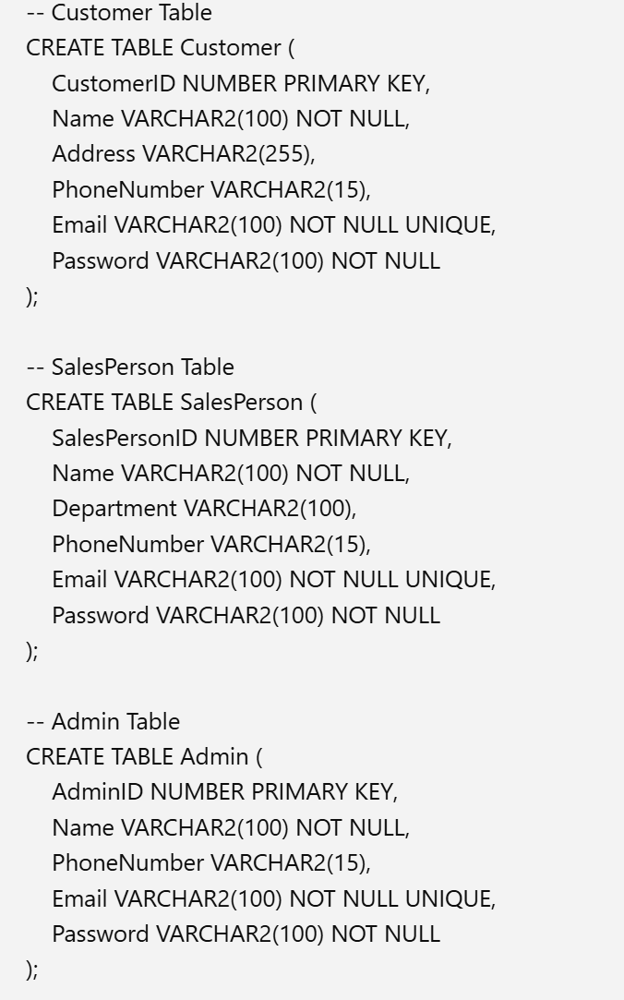 -- Customer Table
CREATE TABLE Customer (
CustomerID NUMBER PRIMARY KEY,
Name VARCHAR2(100) NOT NULL,
Address VARCHAR2(255),
PhoneNumber VARCHAR2(15),
Email VARCHAR2(100) NOT NULL UNIQUE,
Password VARCHAR2(100) NOT NULL
);
-- SalesPerson Table
CREATE TABLE SalesPerson (
SalesPersonID NUMBER PRIMARY KEY,
Name VARCHAR2(100) NOT NULL,
Department VARCHAR2(100),
PhoneNumber VARCHAR2(15),
Email VARCHAR2(100) NOT NULL UNIQUE,
Password VARCHAR2(100) NOT NULL
);
-- Admin Table
CREATE TABLE Admin (
AdminID NUMBER PRIMARY KEY,
Name VARCHAR2(100) NOT NULL,
PhoneNumber VARCHAR2(15),
Email VARCHAR2(100) NOT NULL UNIQUE,
Password VARCHAR2(100) NOT NULL
);